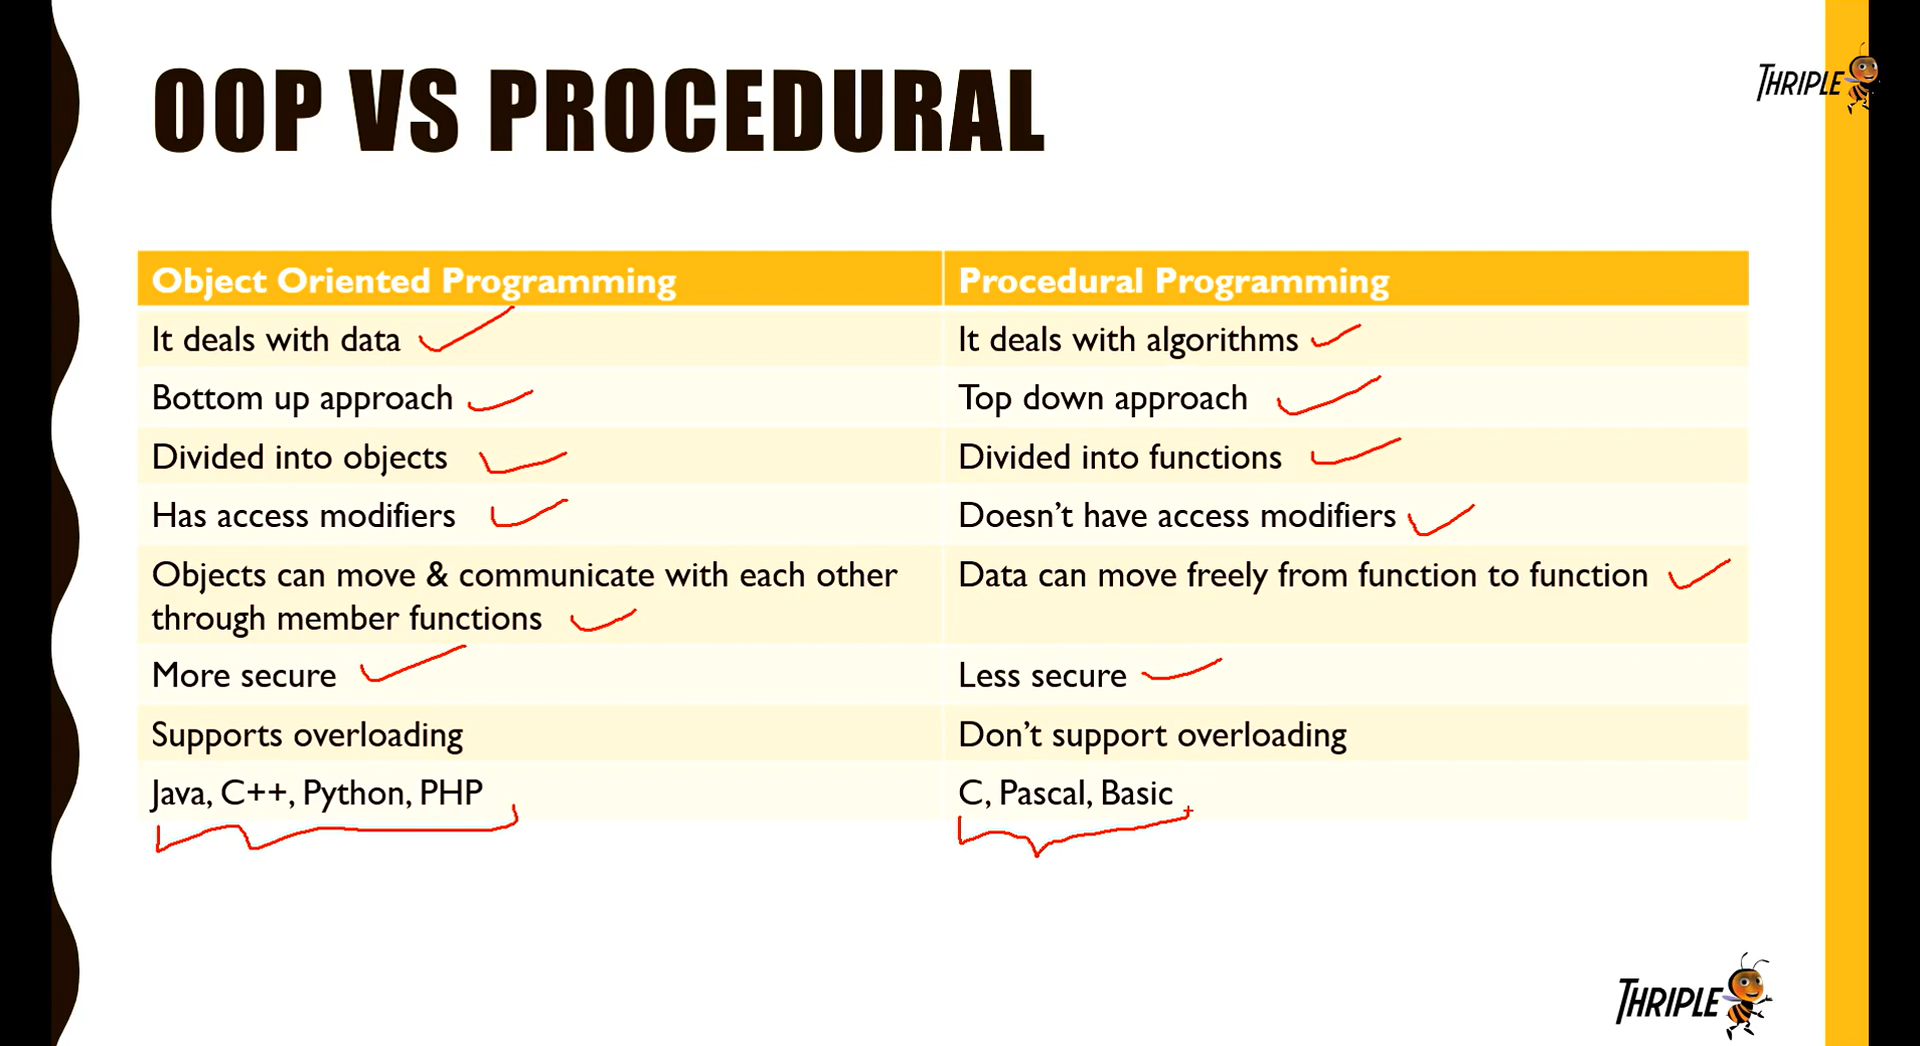 OOP VS PROCEDURAL
THRIPLE
Object Oriented Programming
Procedural Programming
It deals with data
It deals with algorithms
Bottom up approach
Top down approach
Divided into objects
Divided into functions
Has access modifiers
Doesn't have access modifiers
Objects can move & communicate with each other
through member functions
Data can move freely from function to function
More secure
Less secure
Supports overloading
Don't support overloading
Java, C++, Python, PHP
C, Pascal, Basic
THRIPLE